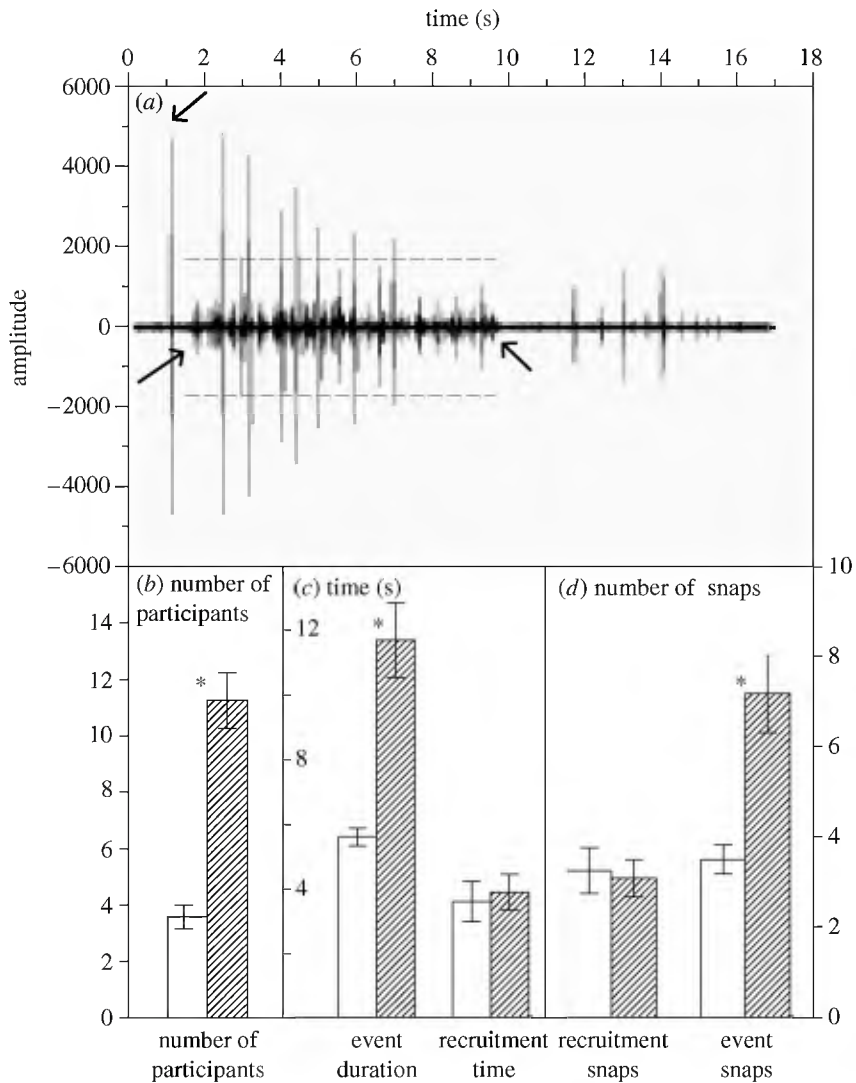 time (s)
0 2 4 6 8 10 12 14 16 18
6000
(a)
4000
2000
0
−2000
−4000
−6000
amplitude
(b) number of
participants
(c) time (s)
(d) number of snaps
10
14
12
10
8
6
4
2
0
*
12
8
4
*
*
8
6
4
2
0
number of
participants
event
duration
recruitment
time
recruitment
snaps
event
snaps